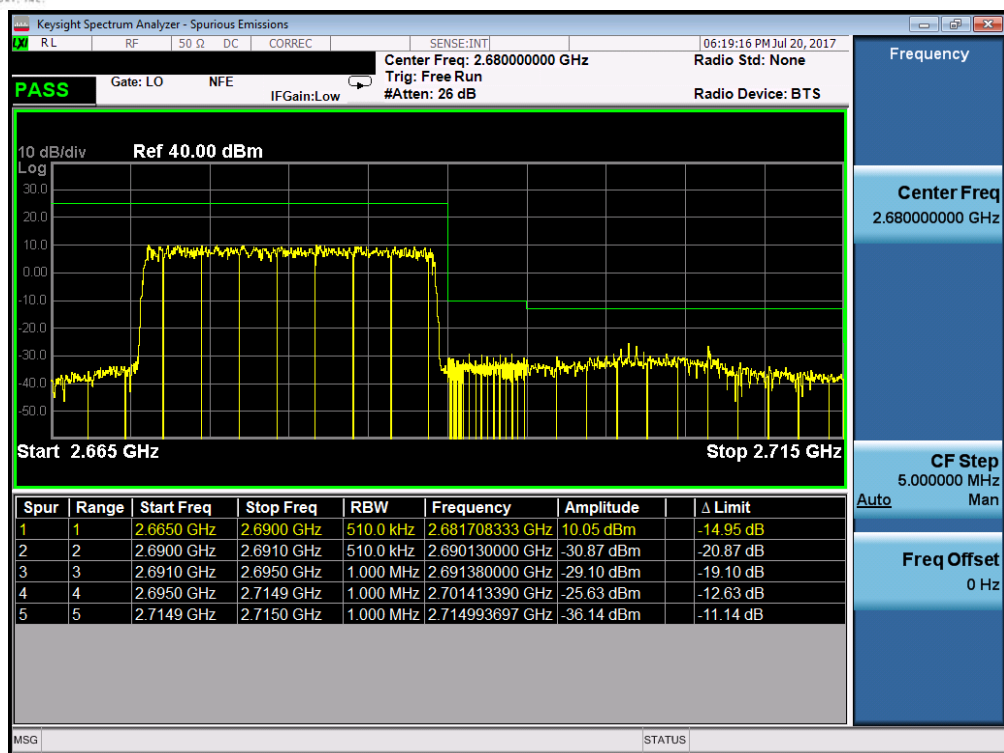 Keysight Spectrum Analyzer - Spurious Emissions
LXI RL RF 50 Ω DC CORREC SENSE:INT 06:19:16 PM Jul 20, 2017
Center Freq: 2.680000000 GHz Radio Std: None
PASS Gate: LO NFE Trig: Free Run
IFGain:Low #Atten: 26 dB Radio Device: BTS
10 dB/div Ref 40.00 dBm
Log
30.0
20.0
10.0
0.00
-10.0
-20.0
-30.0
-40.0
-50.0
Start 2.665 GHz Stop 2.715 GHz
Spur Range Start Freq Stop Freq RBW Frequency Amplitude Δ Limit
1 1 2.6650 GHz 2.6900 GHz 510.0 kHz 2.681708333 GHz 10.05 dBm -14.95 dB
2 2 2.6900 GHz 2.6910 GHz 510.0 kHz 2.690130000 GHz -30.87 dBm -20.87 dB
3 3 2.6910 GHz 2.6950 GHz 1.000 MHz 2.691380000 GHz -29.10 dBm -19.10 dB
4 4 2.6950 GHz 2.7149 GHz 1.000 MHz 2.701413390 GHz -25.63 dBm -12.63 dB
5 5 2.7149 GHz 2.7150 GHz 1.000 MHz 2.714993697 GHz -36.14 dBm -11.14 dB
Frequency
Center Freq
2.680000000 GHz
CF Step
5.000000 MHz
Auto Man
Freq Offset
0 Hz
MSG STATUS